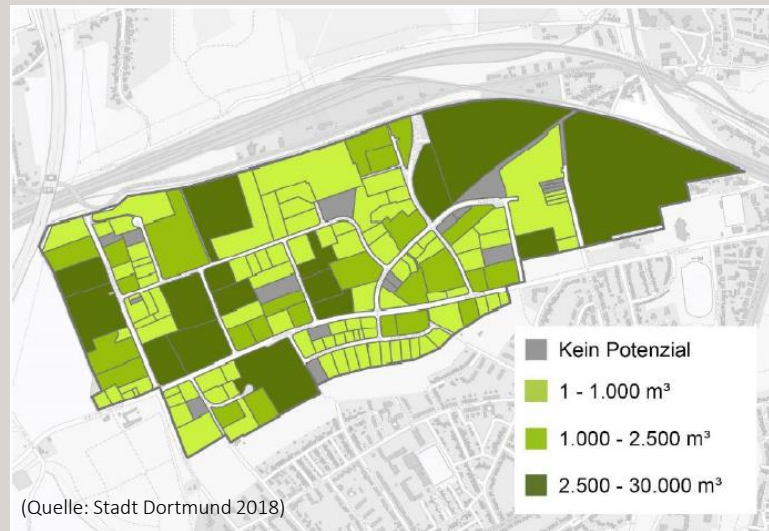 Kein Potenzial
1 - 1.000 m³
1.000 - 2.500 m³
2.500 - 30.000 m³
(Quelle: Stadt Dortmund 2018)